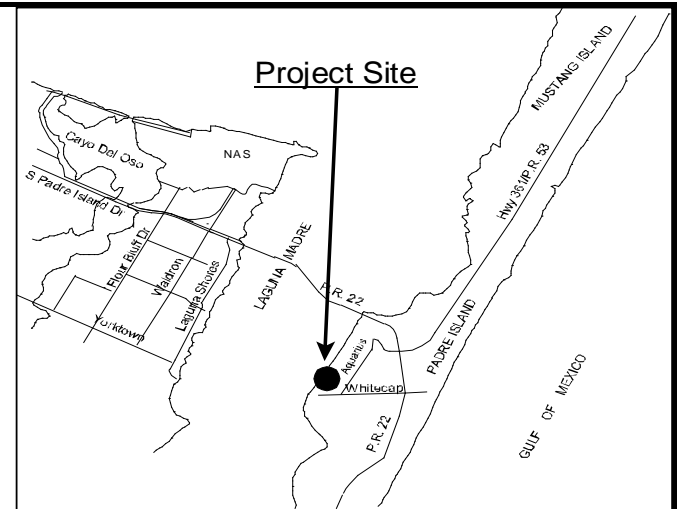 Project Site
MUSTANG ISLAND
Cayo Del Oso
NAS
Hwy 361/P.R. 53
S Padre Island Dr
Flour Bluff Dr
Waldron
Laguna Shores
LAGUNA MADRE
P.R. 22
Yorktown
Aquarius
PADRE ISLAND
Whitecap
P.R. 22
GULF OF MEXICO